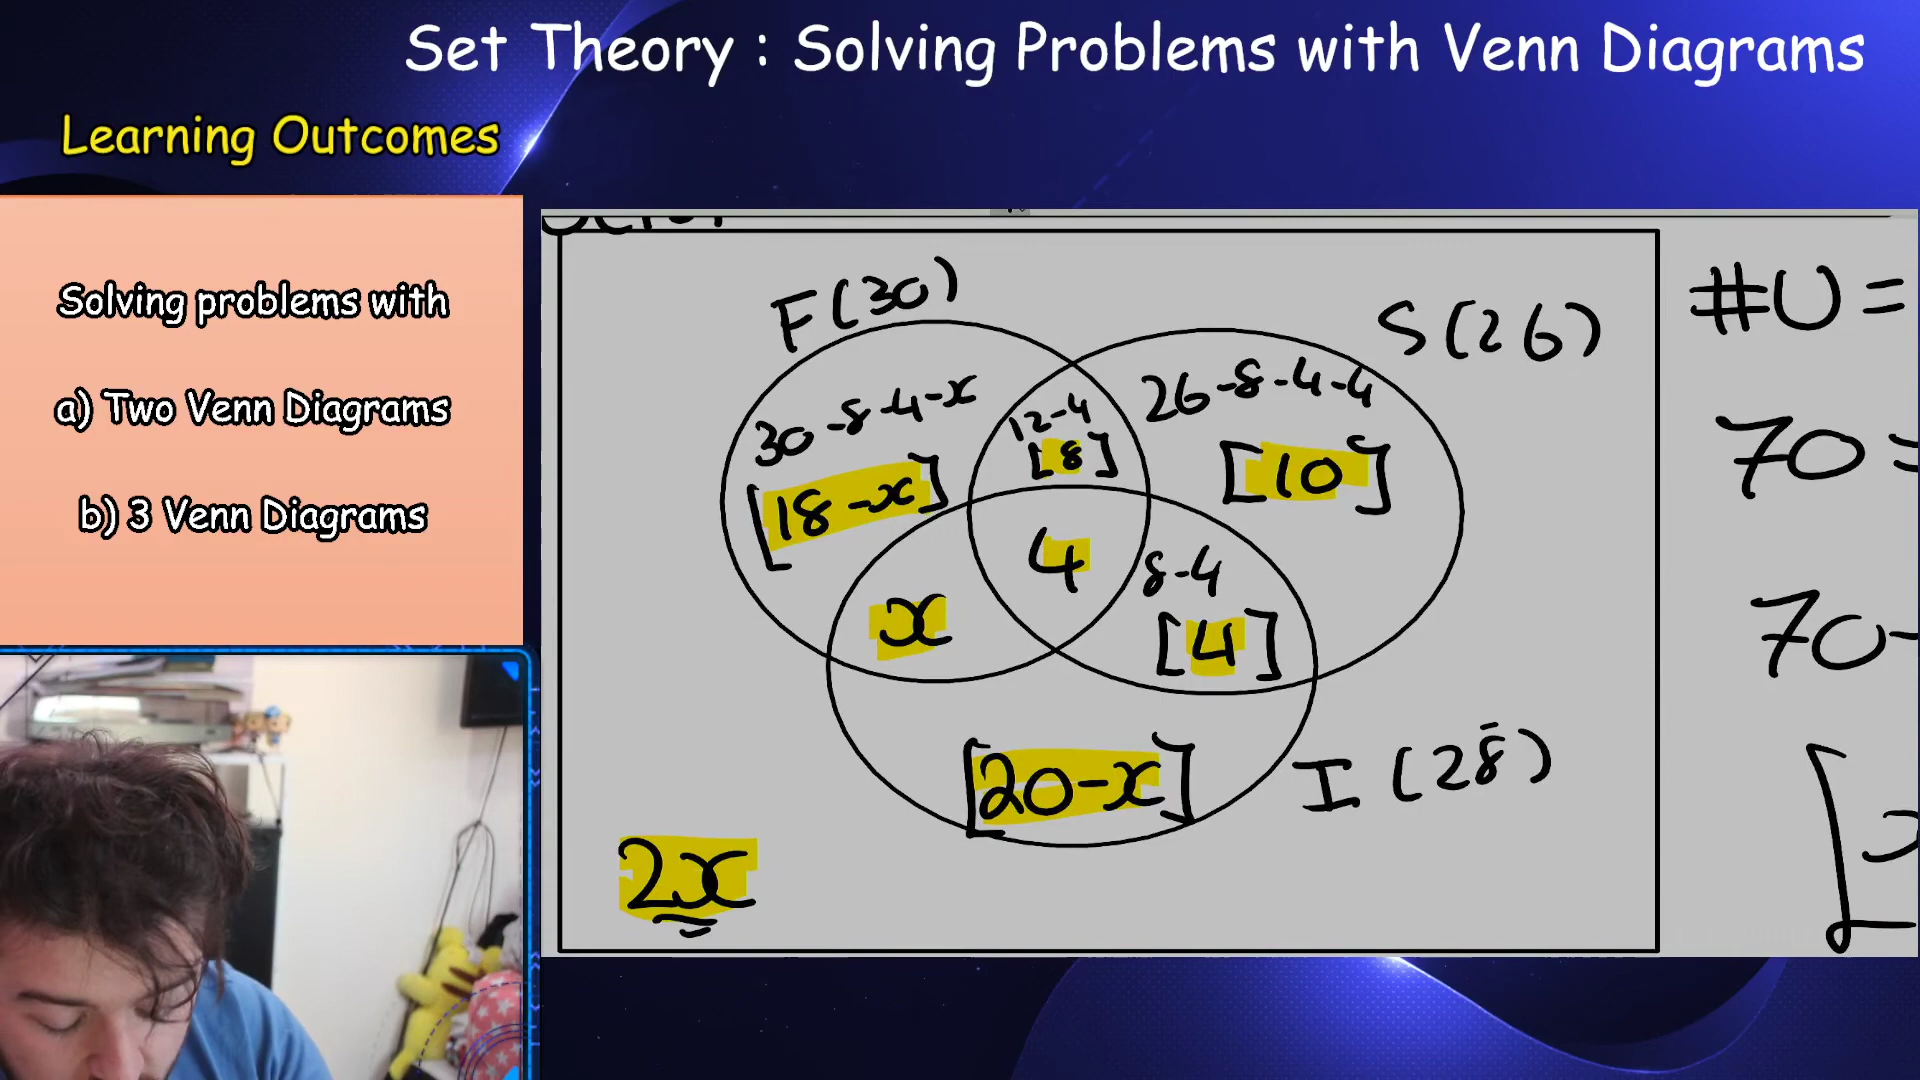 Set Theory : Solving Problems with Venn Diagrams
Learning Outcomes
Solving problems with
a) Two Venn Diagrams
b) 3 Venn Diagrams
F(30)
S(26)
#U =
30-8-4-x
12-4
26-8-4-4
[18-x]
[8]
[10]
70=
4
8-4
x
[4]
70-
[20-x]
I (28)
2x